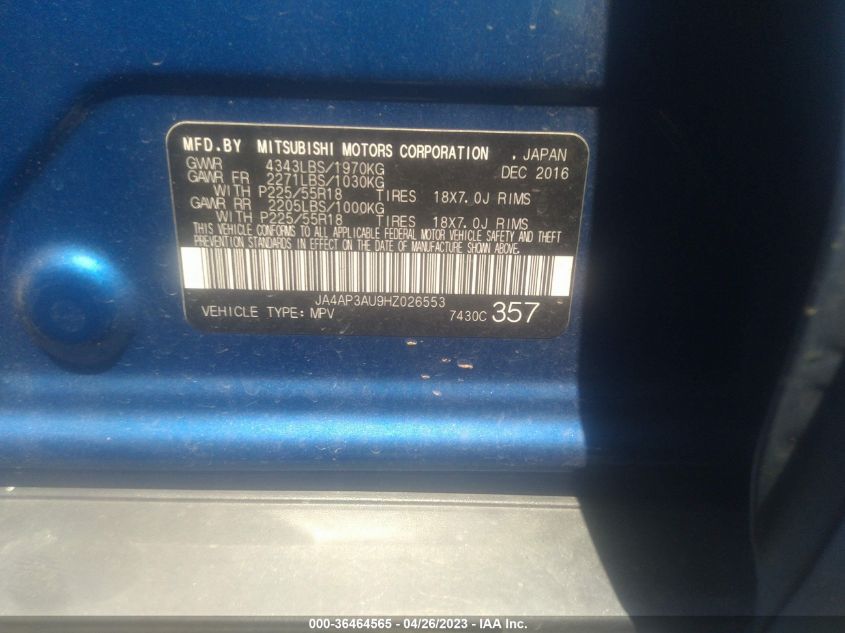 MFD.BY MITSUBISHI MOTORS CORPORATION . JAPAN
GVWR 4343LBS/1970KG DEC 2016
GAWR FR 2271LBS/1030KG
WITH P225/55R18 TIRES 18X7.0J RIMS
GAWR RR 2205LBS/1000KG
WITH P225/55R18 TIRES 18X7.0J RIMS
THIS VEHICLE CONFORMS TO ALL APPLICABLE FEDERAL MOTOR VEHICLE SAFETY AND THEFT
PREVENTION STANDARDS IN EFFECT ON THE DATE OF MANUFACTURE SHOWN ABOVE.
JA4AP3AU9HZ026553
VEHICLE TYPE: MPV 7430C 357
000-36464565 - 04/26/2023 - IAA Inc.